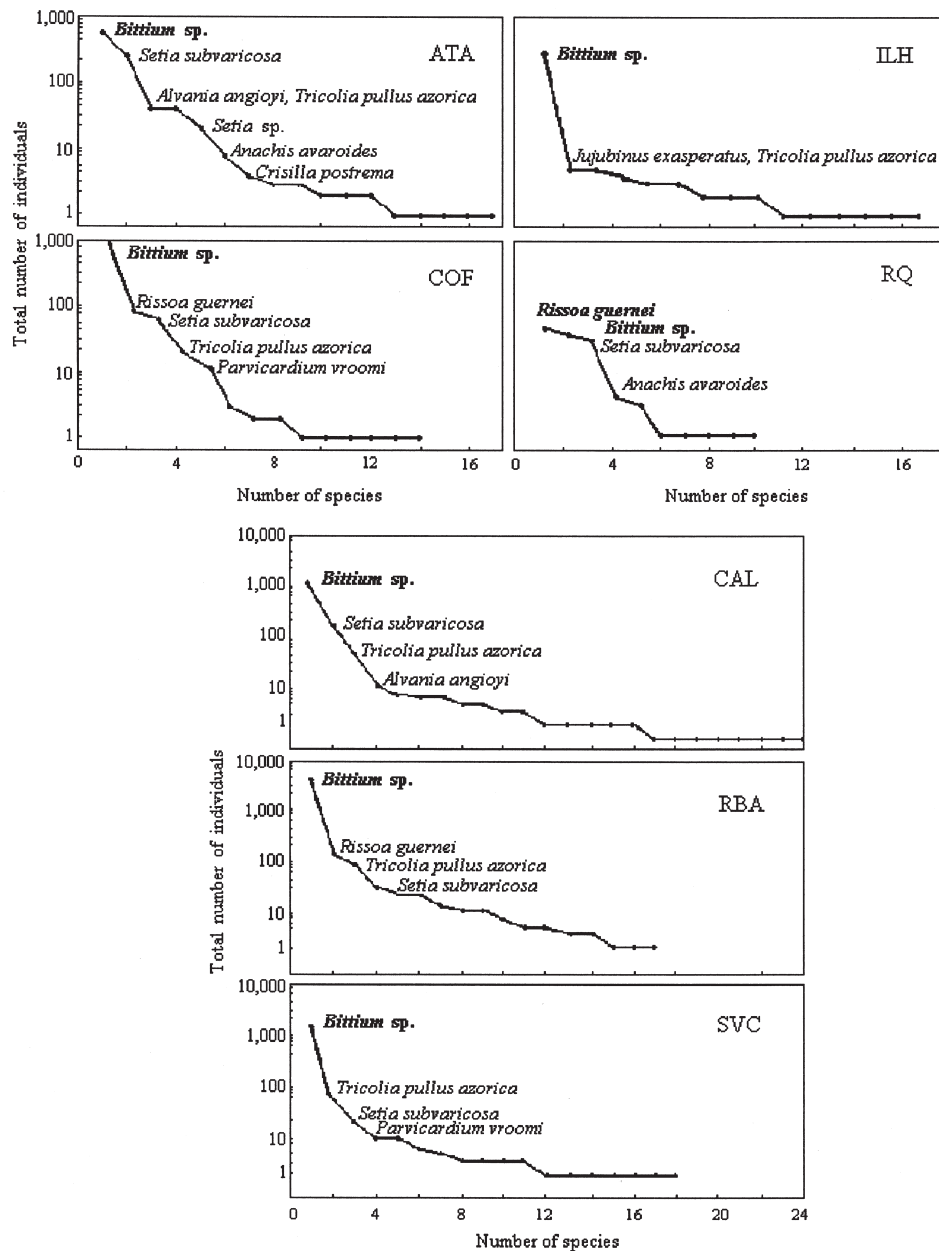 Total number of individuals
1,000
100
10
1
Bittium sp.
Setia subvaricosa
Alvania angioyi, Tricolia pullus azorica
Setia sp.
Anachis avaroides
Crisilla postrema
ATA
Bittium sp.
Jujubinus exasperatus, Tricolia pullus azorica
ILH
1,000
100
10
1
Bittium sp.
Rissoa guernei
Setia subvaricosa
Tricolia pullus azorica
Parvicardium vroomi
COF
0 4 8 12 16
Number of species
Rissoa guernei
Bittium sp.
Setia subvaricosa
Anachis avaroides
RQ
0 4 8 12 16
Number of species
Total number of individuals
10,000
1,000
100
10
1
Bittium sp.
Setia subvaricosa
Tricolia pullus azorica
Alvania angioyi
CAL
10,000
1,000
100
10
1
Bittium sp.
Rissoa guernei
Tricolia pullus azorica
Setia subvaricosa
RBA
10,000
1,000
100
10
1
Bittium sp.
Tricolia pullus azorica
Setia subvaricosa
Parvicardium vroomi
SVC
0 4 8 12 16 20 24
Number of species